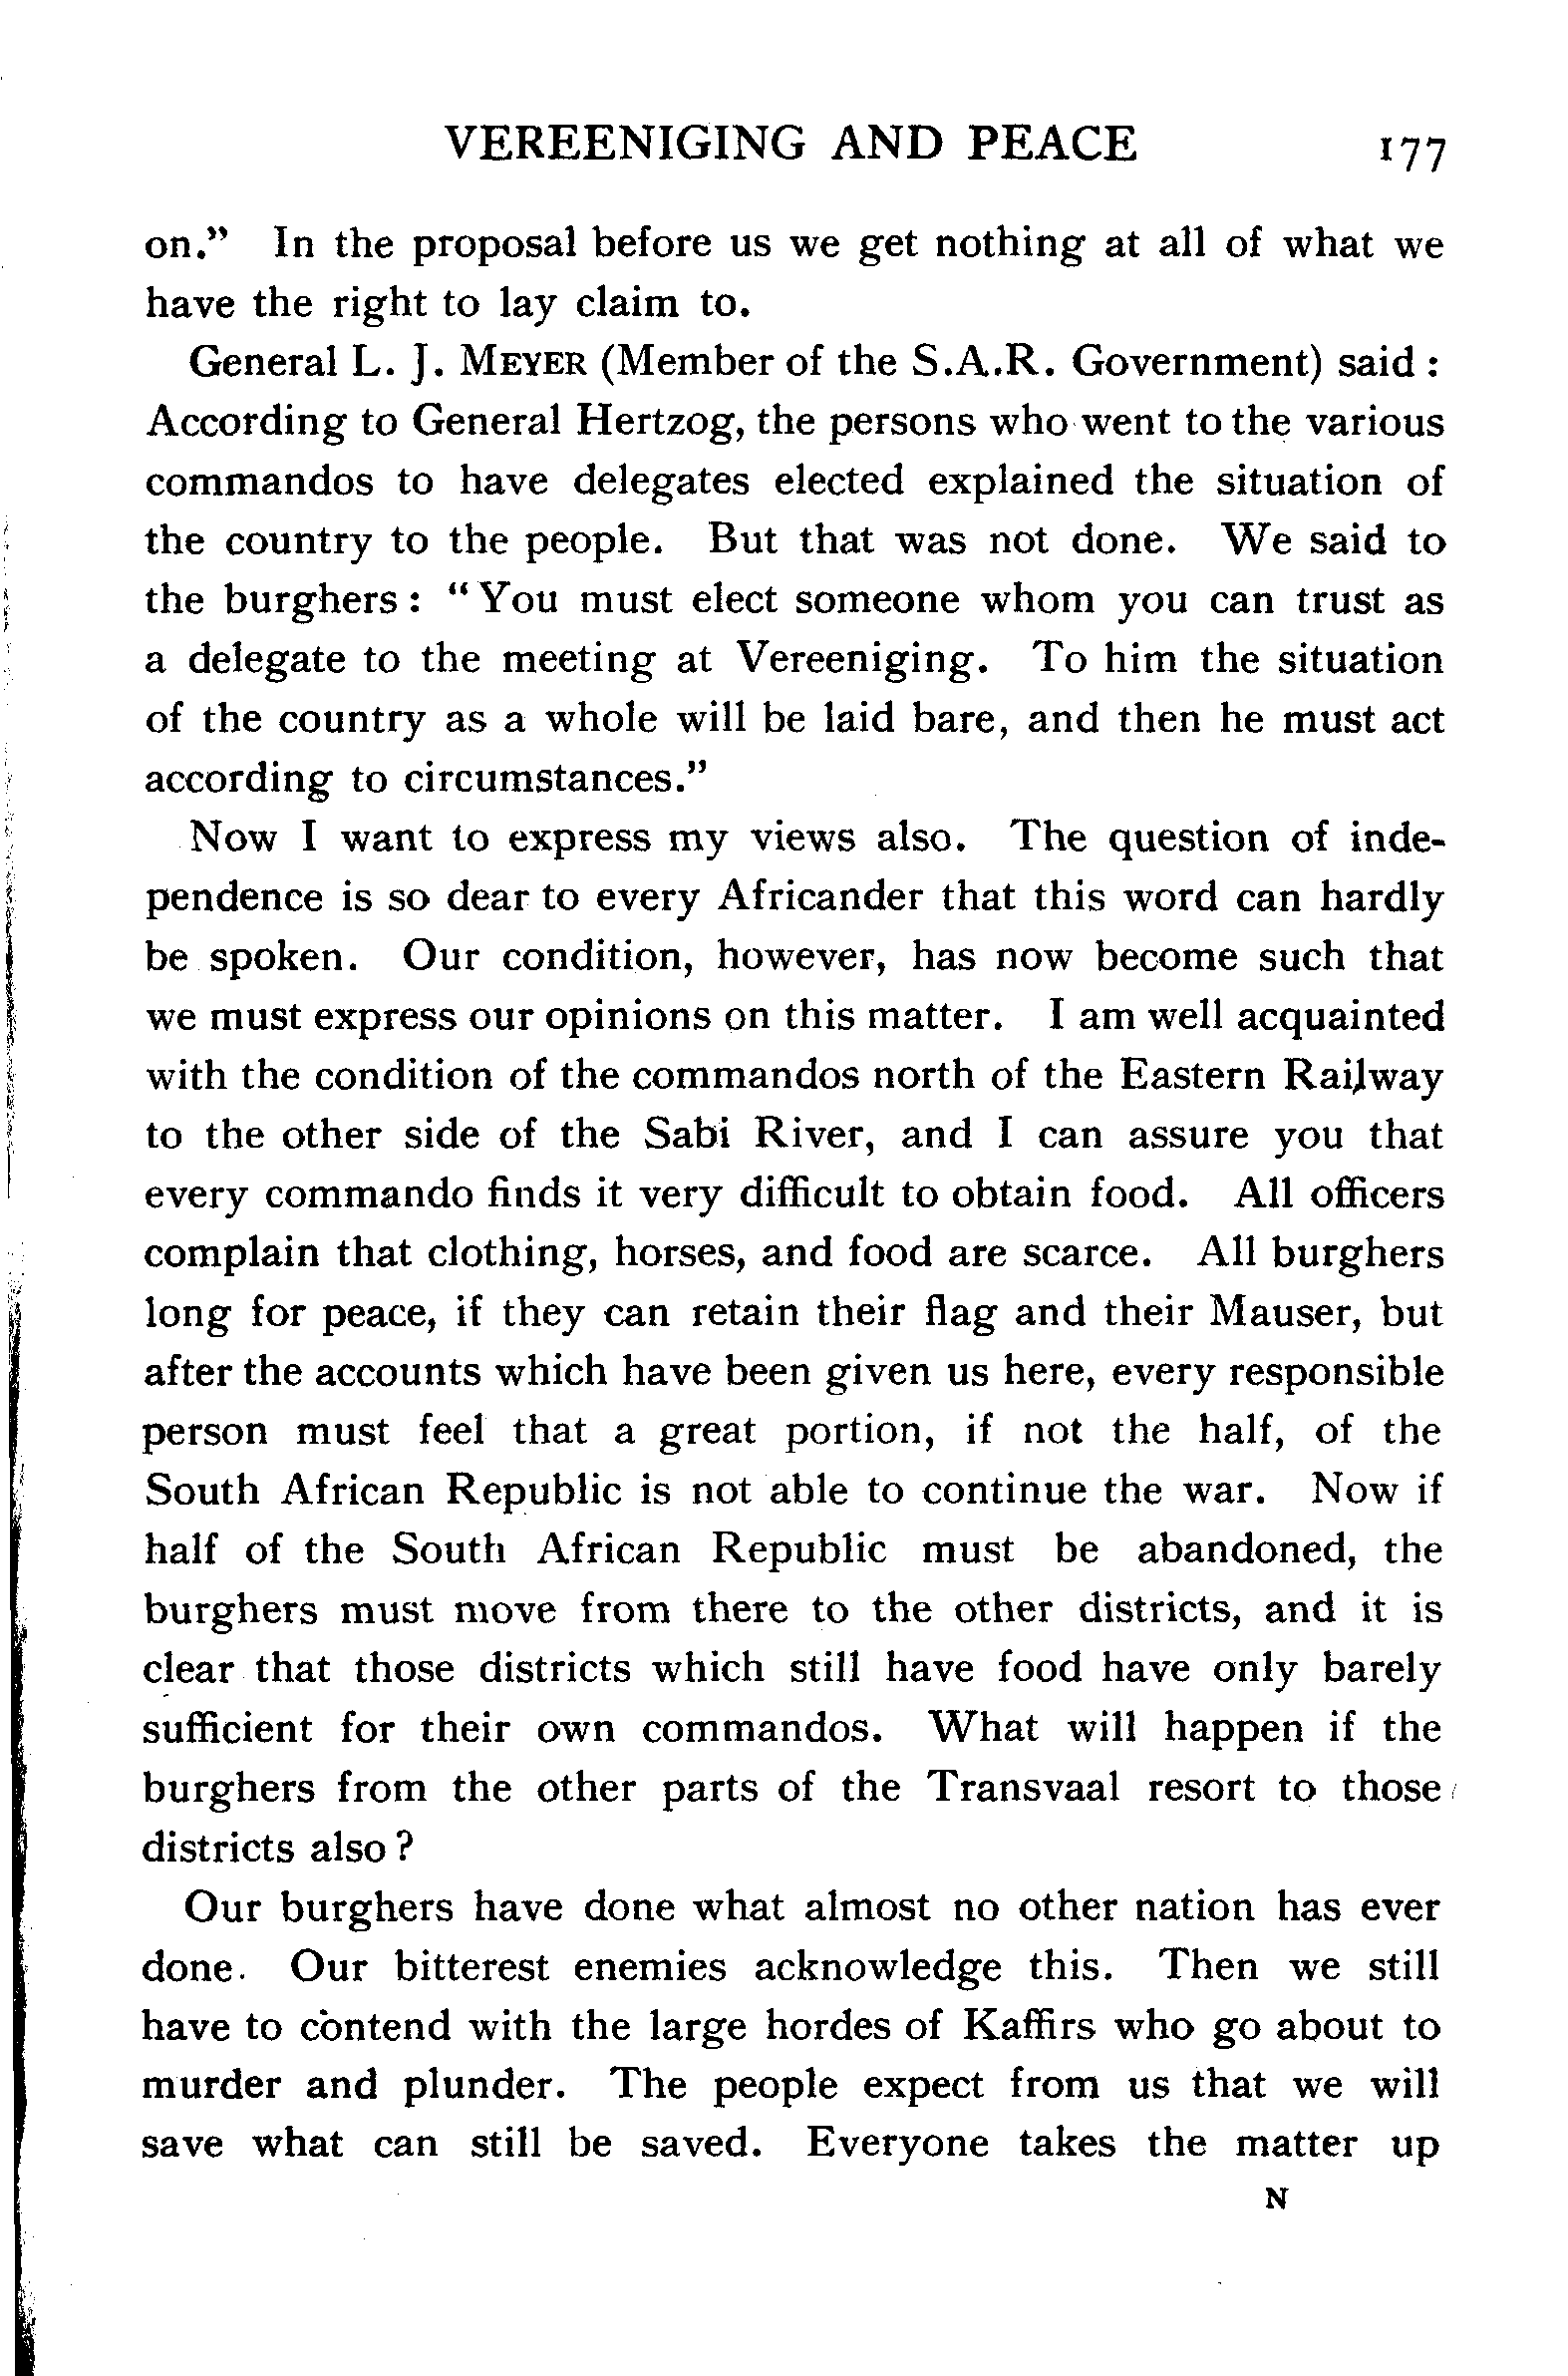 VEREENIGING AND PEACE 177
on.” In the proposal before us we get nothing at all of what we
have the right to lay claim to.
General L. J. MEYER (Member of the S.A.R. Government) said :
According to General Hertzog, the persons who went to the various
commandos to have delegates elected explained the situation of
the country to the people. But that was not done. We said to
the burghers : “ You must elect someone whom you can trust as
a delegate to the meeting at Vereeniging. To him the situation
of the country as a whole will be laid bare, and then he must act
according to circumstances.”
Now I want to express my views also. The question of inde-
pendence is so dear to every Africander that this word can hardly
be spoken. Our condition, however, has now become such that
we must express our opinions on this matter. I am well acquainted
with the condition of the commandos north of the Eastern Railway
to the other side of the Sabi River, and I can assure you that
every commando finds it very difficult to obtain food. All officers
complain that clothing, horses, and food are scarce. All burghers
long for peace, if they can retain their flag and their Mauser, but
after the accounts which have been given us here, every responsible
person must feel that a great portion, if not the half, of the
South African Republic is not able to continue the war. Now if
half of the South African Republic must be abandoned, the
burghers must move from there to the other districts, and it is
clear that those districts which still have food have only barely
sufficient for their own commandos. What will happen if the
burghers from the other parts of the Transvaal resort to those
districts also ?
Our burghers have done what almost no other nation has ever
done. Our bitterest enemies acknowledge this. Then we still
have to contend with the large hordes of Kaffirs who go about to
murder and plunder. The people expect from us that we will
save what can still be saved. Everyone takes the matter up
N